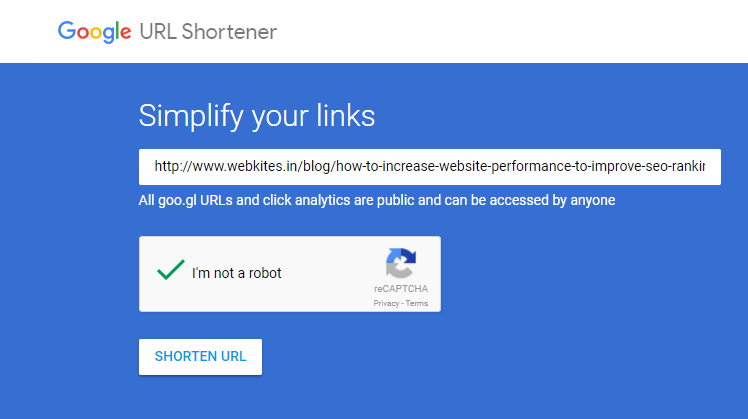 Google URL Shortener
Simplify your links
http://www.webkites.in/blog/how-to-increase-website-performance-to-improve-seo-rankin
All goo.gl URLs and click analytics are public and can be accessed by anyone
I'm not a robot
reCAPTCHA
Privacy - Terms
SHORTEN URL